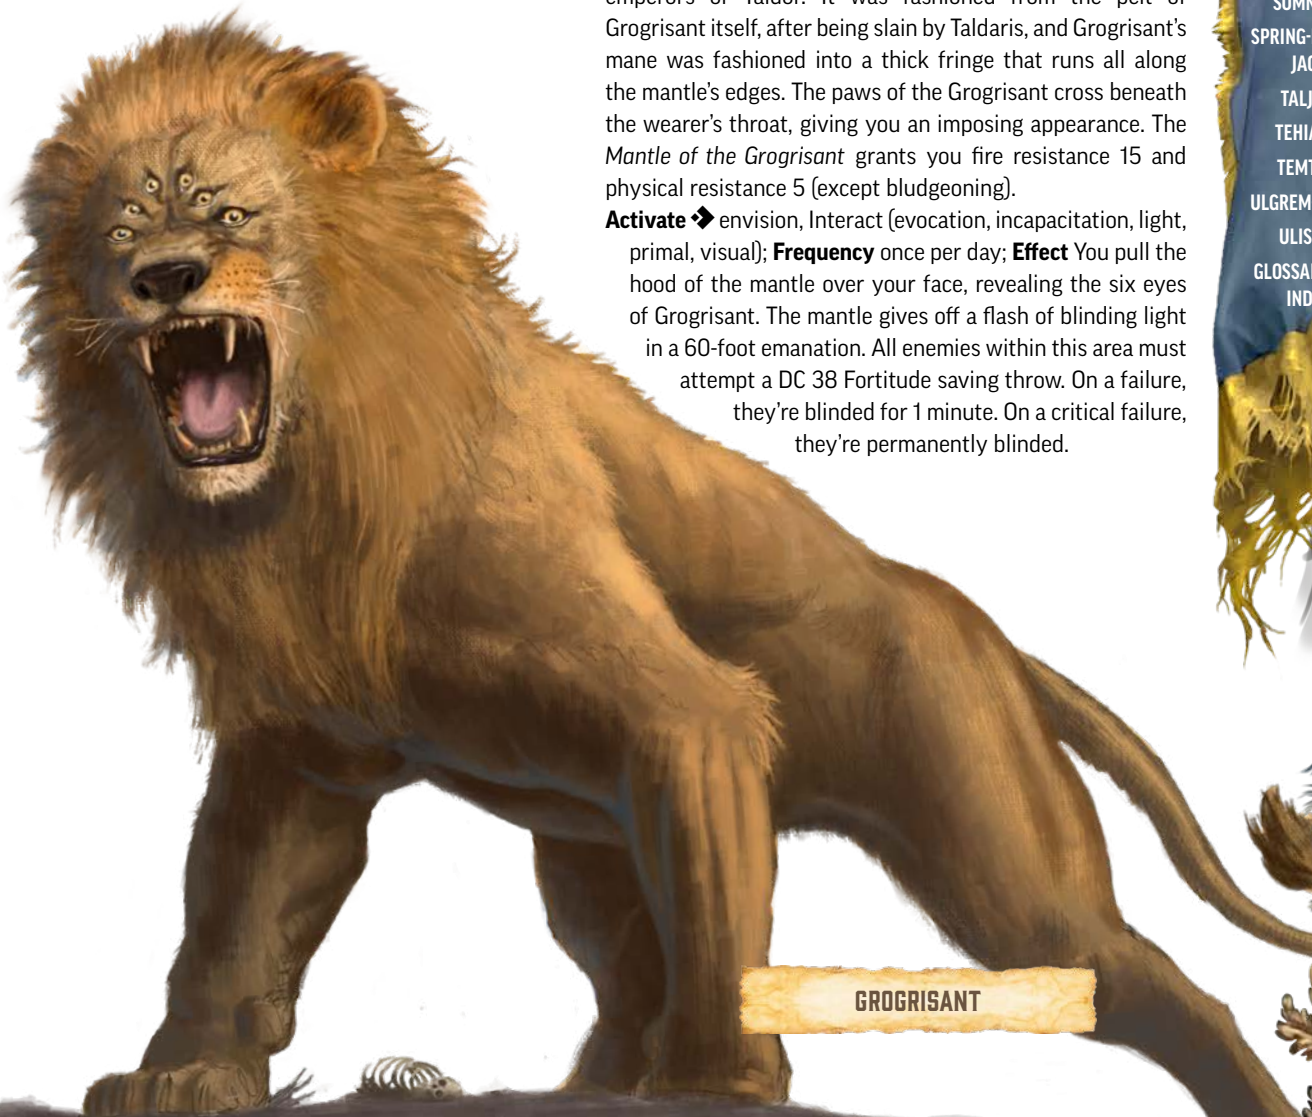 emperors of Taldor. It was fashioned from the pelt of
Grogrisant itself, after being slain by Taldaris, and Grogrisant's
mane was fashioned into a thick fringe that runs all along
the mantle's edges. The paws of the Grogrisant cross beneath
the wearer's throat, giving you an imposing appearance. The
Mantle of the Grogrisant grants you fire resistance 15 and
physical resistance 5 (except bludgeoning).
Activate envision, Interact (evocation, incapacitation, light,
primal, visual); Frequency once per day; Effect You pull the
hood of the mantle over your face, revealing the six eyes
of Grogrisant. The mantle gives off a flash of blinding light
in a 60-foot emanation. All enemies within this area must
attempt a DC 38 Fortitude saving throw. On a failure,
they're blinded for 1 minute. On a critical failure,
they're permanently blinded.
SPRING-
GROGRISANT